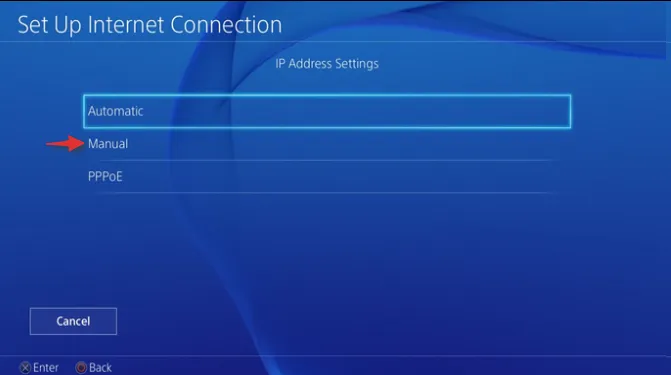 Set Up Internet Connection
IP Address Settings
Automatic
Manual
PPPoE
Cancel
Enter Back